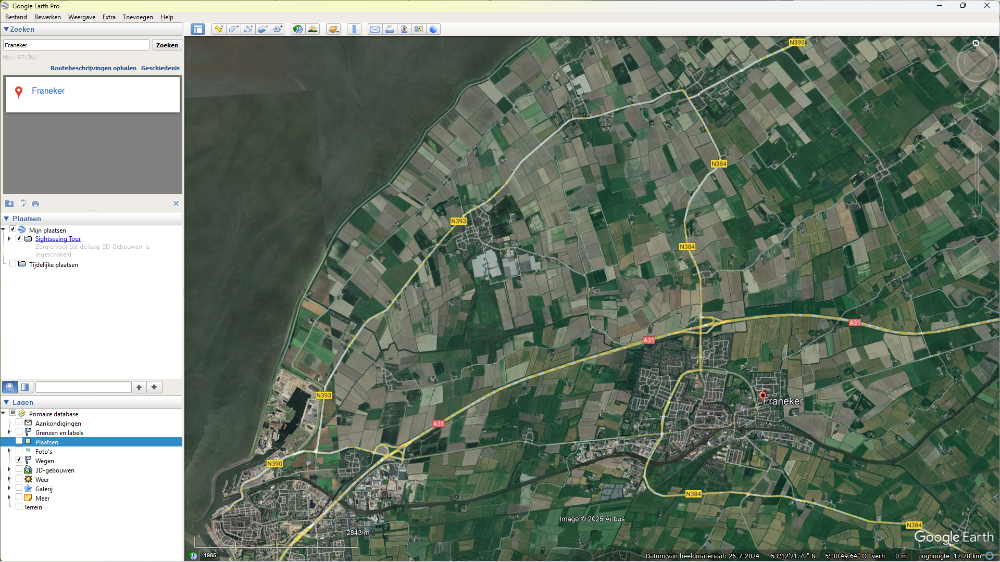 Google Earth Pro
Bestand Bewerken Weergave Extra Toevoegen Help
Zoeken
Franeker
Zoeken
bijv.: 9715NH
Routebeschrijvingen ophalen Geschiedenis
Franeker
Plaatsen
Mijn plaatsen
Sightseeing Tour
Zorg ervoor dat de laag '3D-Gebouwen' is
ingeschakeld
Tijdelijke plaatsen
Lagen
Primaire database
Aankondigingen
Grenzen en labels
Plaatsen
Foto's
Wegen
3D-gebouwen
Weer
Galerij
Meer
Terrein
N393
N
N384
N393
N384
A31
A31
N393
Franeker
A31
N390
N384
Image © 2025 Airbus
N384
2843 m
Google Earth
1985
Datum van beeldmateriaal: 26-7-2024 53°12'21.70" N 5°30'49.64" O verh 0 m ooghoogte 12.28 km